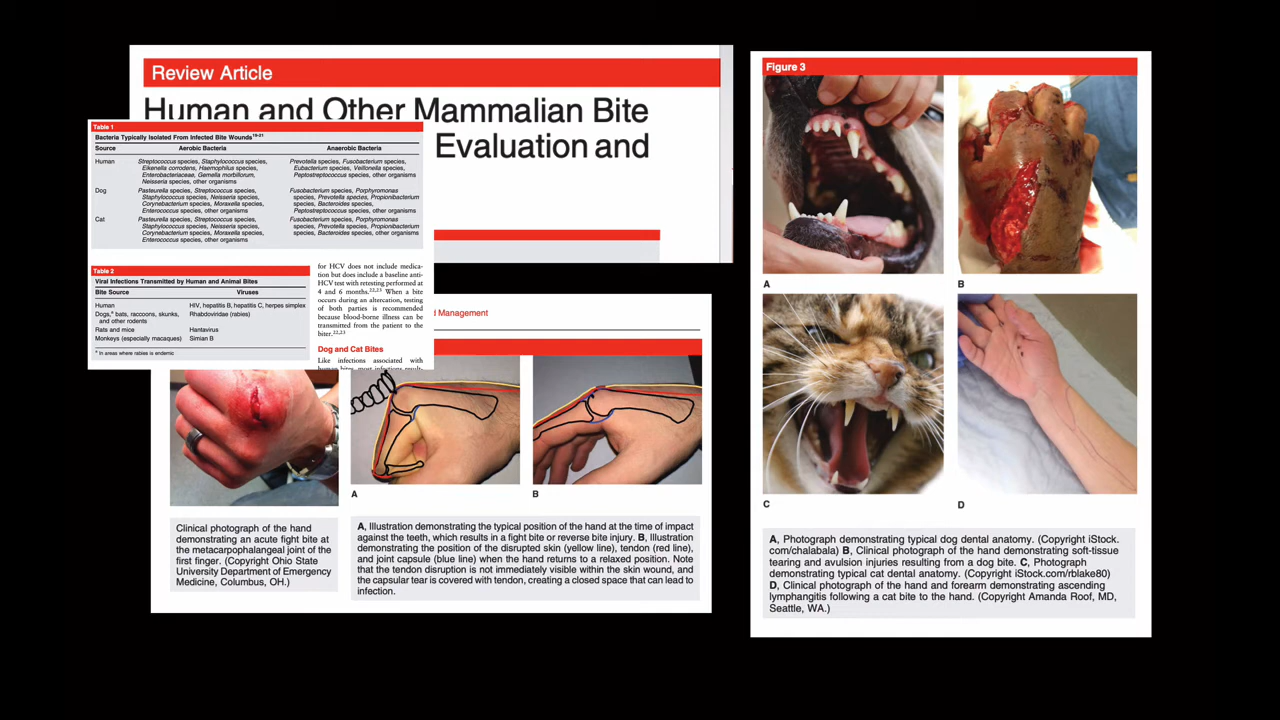 Review Article
Human and Other Mammalian Bite
Evaluation and
Table 1
Bacteria Typically Isolated From Infected Bite Wounds19-21
Source Aerobic Bacteria Anaerobic Bacteria
Human Streptococcus species, Staphylococcus species, Prevotella species, Fusobacterium species,
Eikenella corrodens, Haemophilus species, Eubacterium species, Veillonella species,
Enterobacteriaceae, Gemella morbillorum, Peptostreptococcus species, other organisms
Neisseria species, other organisms
Dog Pasteurella species, Streptococcus species, Fusobacterium species, Porphyromonas
Staphylococcus species, Neisseria species, species, Prevotella species, Propionibacterium
Corynebacterium species, Moraxella species, species, Bacteroides species,
Enterococcus species, other organisms Peptostreptococcus species, other organisms
Cat Pasteurella species, Streptococcus species, Fusobacterium species, Porphyromonas
Staphylococcus species, Neisseria species, species, Prevotella species, Propionibacterium
Corynebacterium species, Moraxella species, species, Bacteroides species, other organisms
Enterococcus species, other organisms
Table 2
Viral Infections Transmitted by Human and Animal Bites
Bite Source Viruses
Human HIV, hepatitis B, hepatitis C, herpes simplex
Dogs,a bats, raccoons, skunks, Rhabdoviridae (rabies)
and other rodents
Rats and mice Hantavirus
Monkeys (especially macaques) Simian B
a In areas where rabies is endemic
for HCV does not include medica-
tion but does include a baseline anti-
HCV test with retesting performed at
4 and 6 months.22,23 When a bite
occurs during an altercation, testing
of both parties is recommended
because blood-borne illness can be
transmitted from the patient to the
biter.22,23
Dog and Cat Bites
Like infections associated with
human bites, most infections result-
d Management
A
B
Clinical photograph of the hand
demonstrating an acute fight bite at
the metacarpophalangeal joint of the
first finger. (Copyright Ohio State
University Department of Emergency
Medicine, Columbus, OH.)
A, Illustration demonstrating the typical position of the hand at the time of impact
against the teeth, which results in a fight bite or reverse bite injury. B, Illustration
demonstrating the position of the disrupted skin (yellow line), tendon (red line),
and joint capsule (blue line) when the hand returns to a relaxed position. Note
that the tendon disruption is not immediately visible within the skin wound, and
the capsular tear is covered with tendon, creating a closed space that can lead to
infection.
Figure 3
A
B
C
D
A, Photograph demonstrating typical dog dental anatomy. (Copyright iStock.
com/chalabala) B, Clinical photograph of the hand demonstrating soft-tissue
tearing and avulsion injuries resulting from a dog bite. C, Photograph
demonstrating typical cat dental anatomy. (Copyright iStock.com/rblake80)
D, Clinical photograph of the hand and forearm demonstrating ascending
lymphangitis following a cat bite to the hand. (Copyright Amanda Roof, MD,
Seattle, WA.)